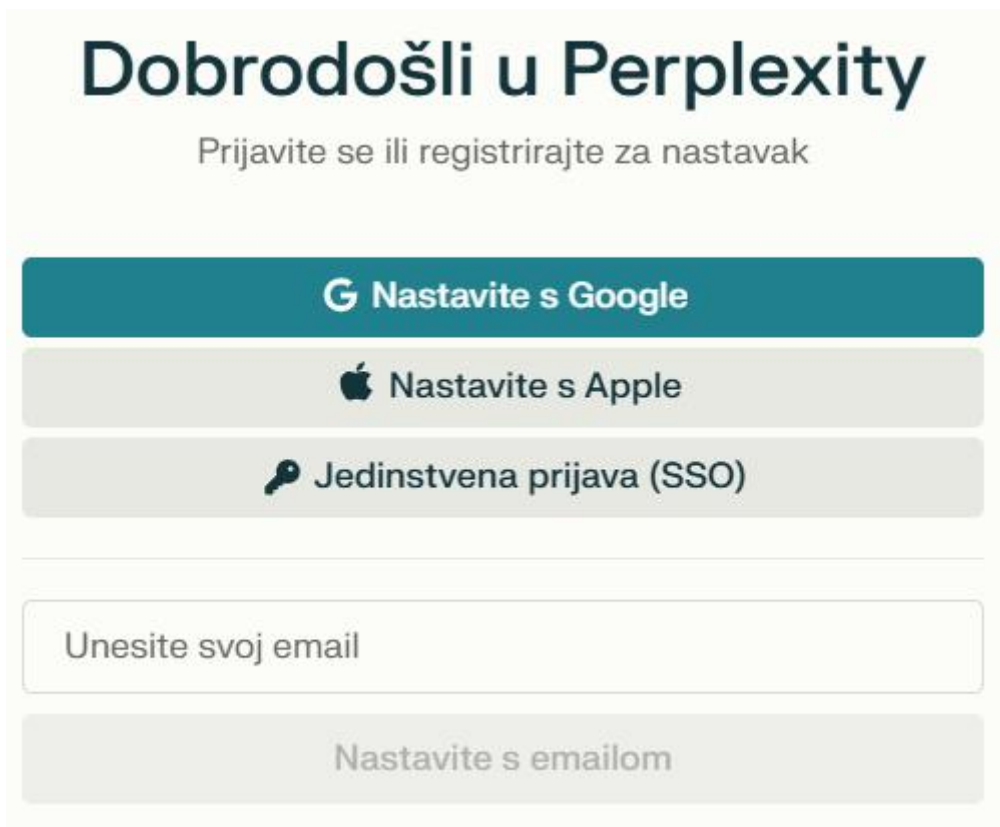 Dobrodošli u Perplexity
Prijavite se ili registrirajte za nastavak
Nastavite s Google
Nastavite s Apple
Jedinstvena prijava (SSO)
Unesite svoj email
Nastavite s emailom